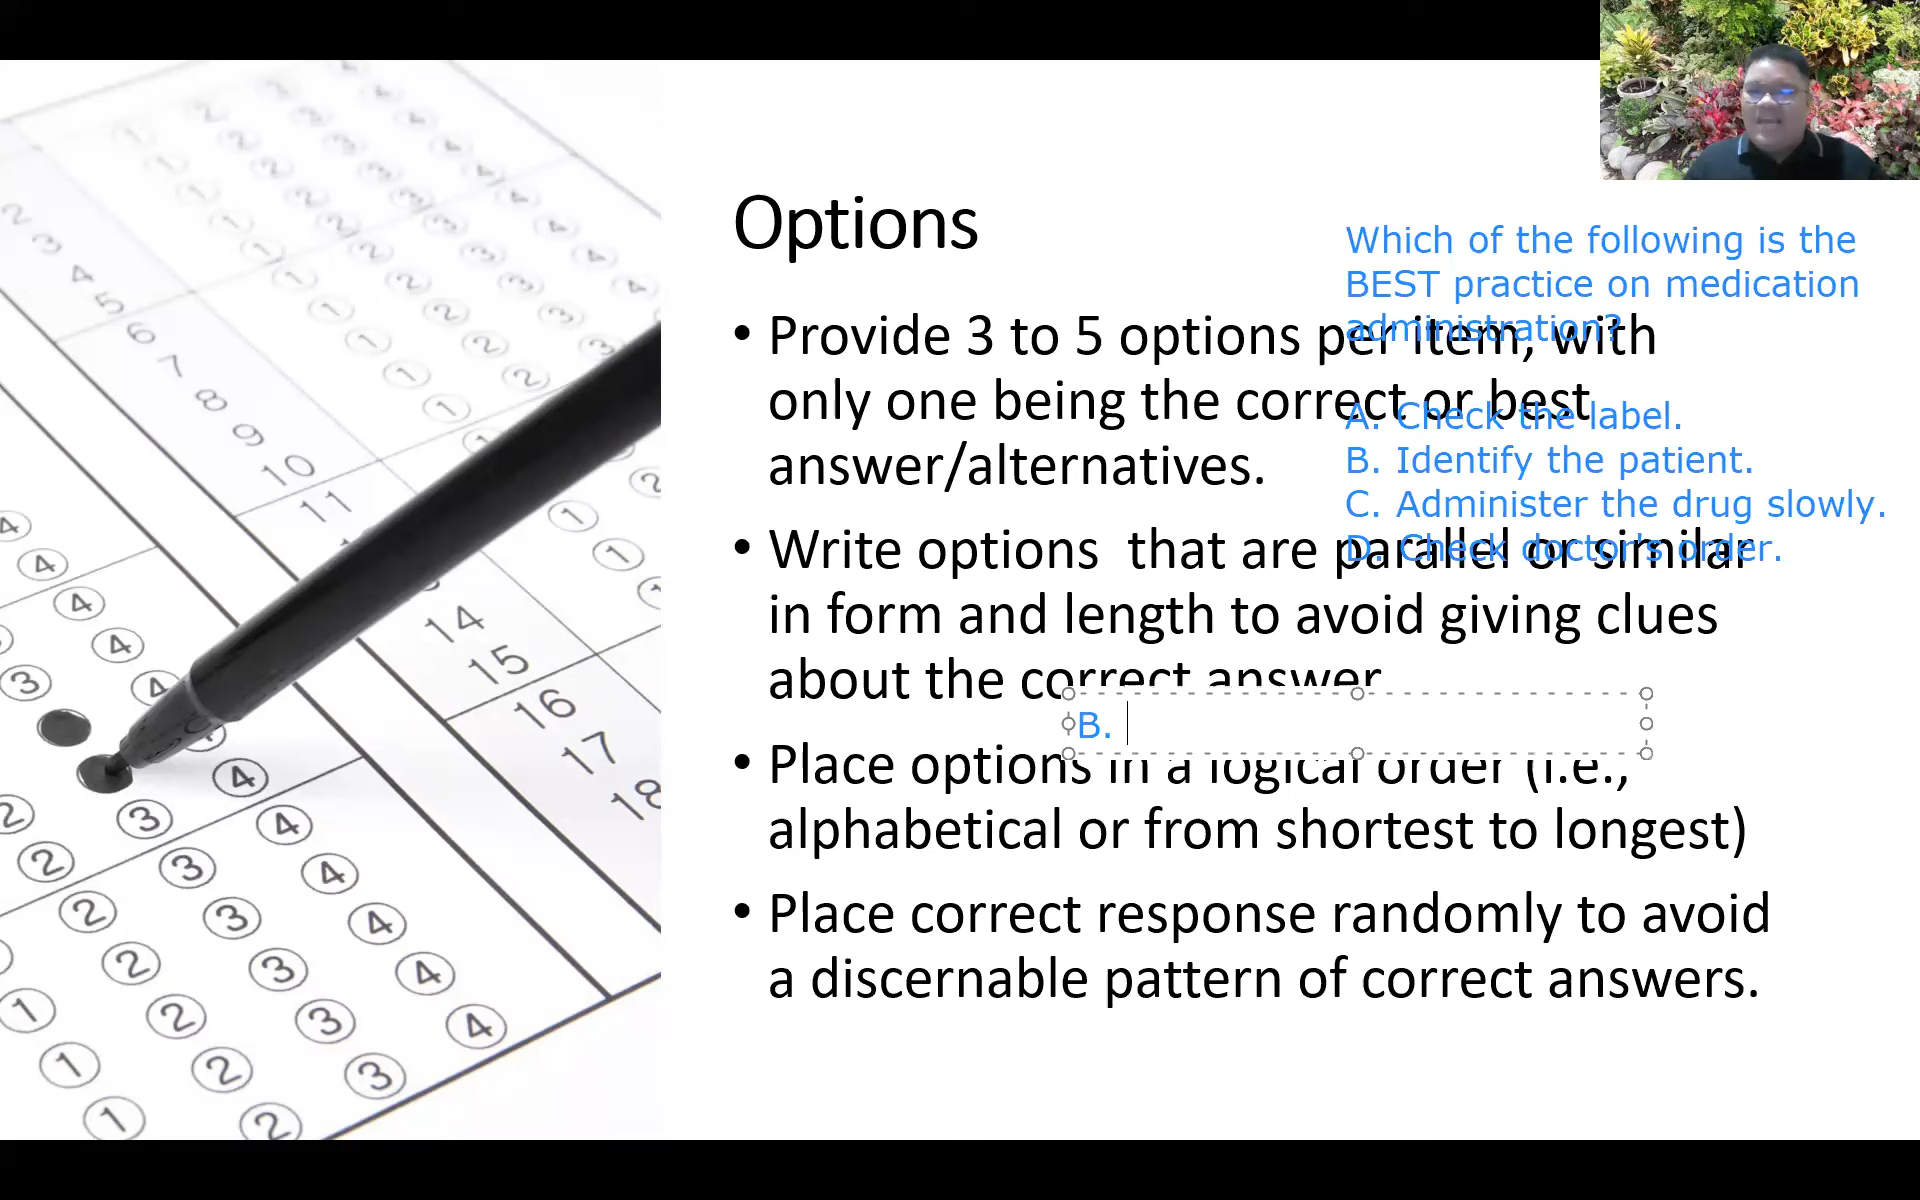 Options
• Provide 3 to 5 options per item, with
only one being the correct or best
answer/alternatives.
• Write options that are parallel or similar
in form and length to avoid giving clues
about the correct answer
• Place options in a logical order (i.e.,
alphabetical or from shortest to longest)
• Place correct response randomly to avoid
a discernable pattern of correct answers.
Which of the following is the
BEST practice on medication
administration?
A. Check the label.
B. Identify the patient.
C. Administer the drug slowly.
D. Check doctor's order.
B.